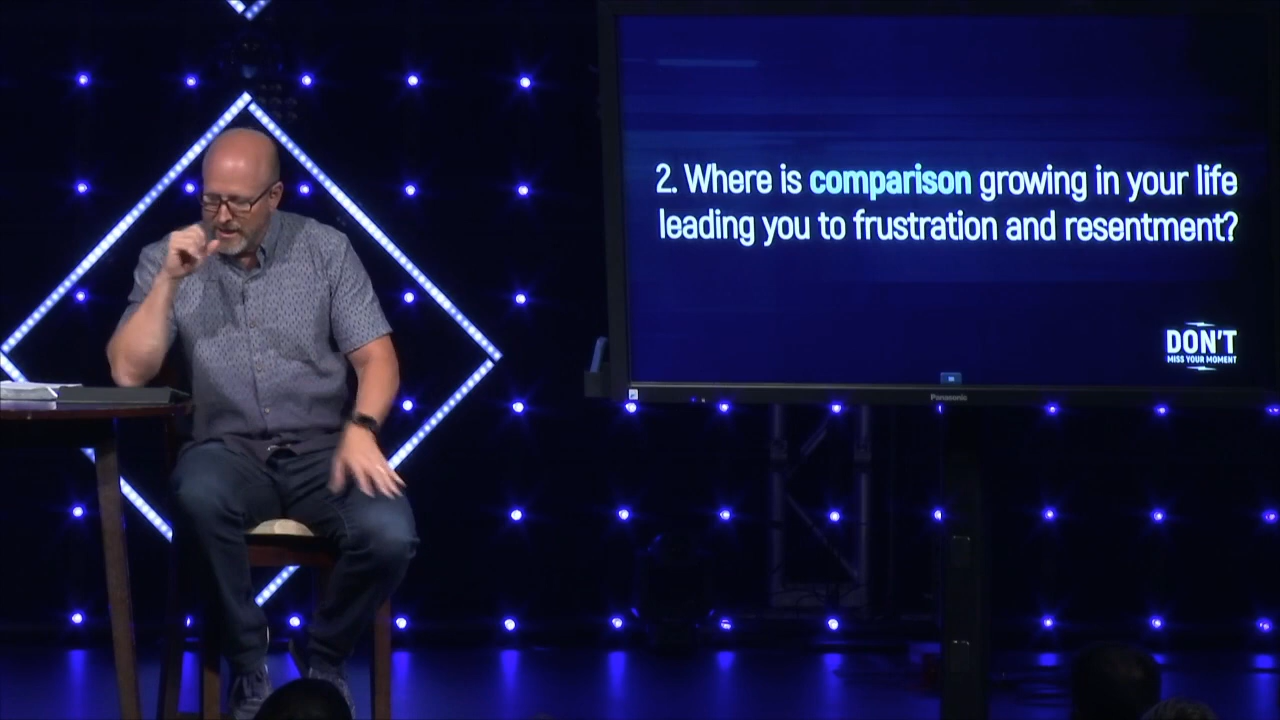 2. Where is comparison growing in your life
leading you to frustration and resentment?
DON'T
MISS YOUR MOMENT
Panasonic